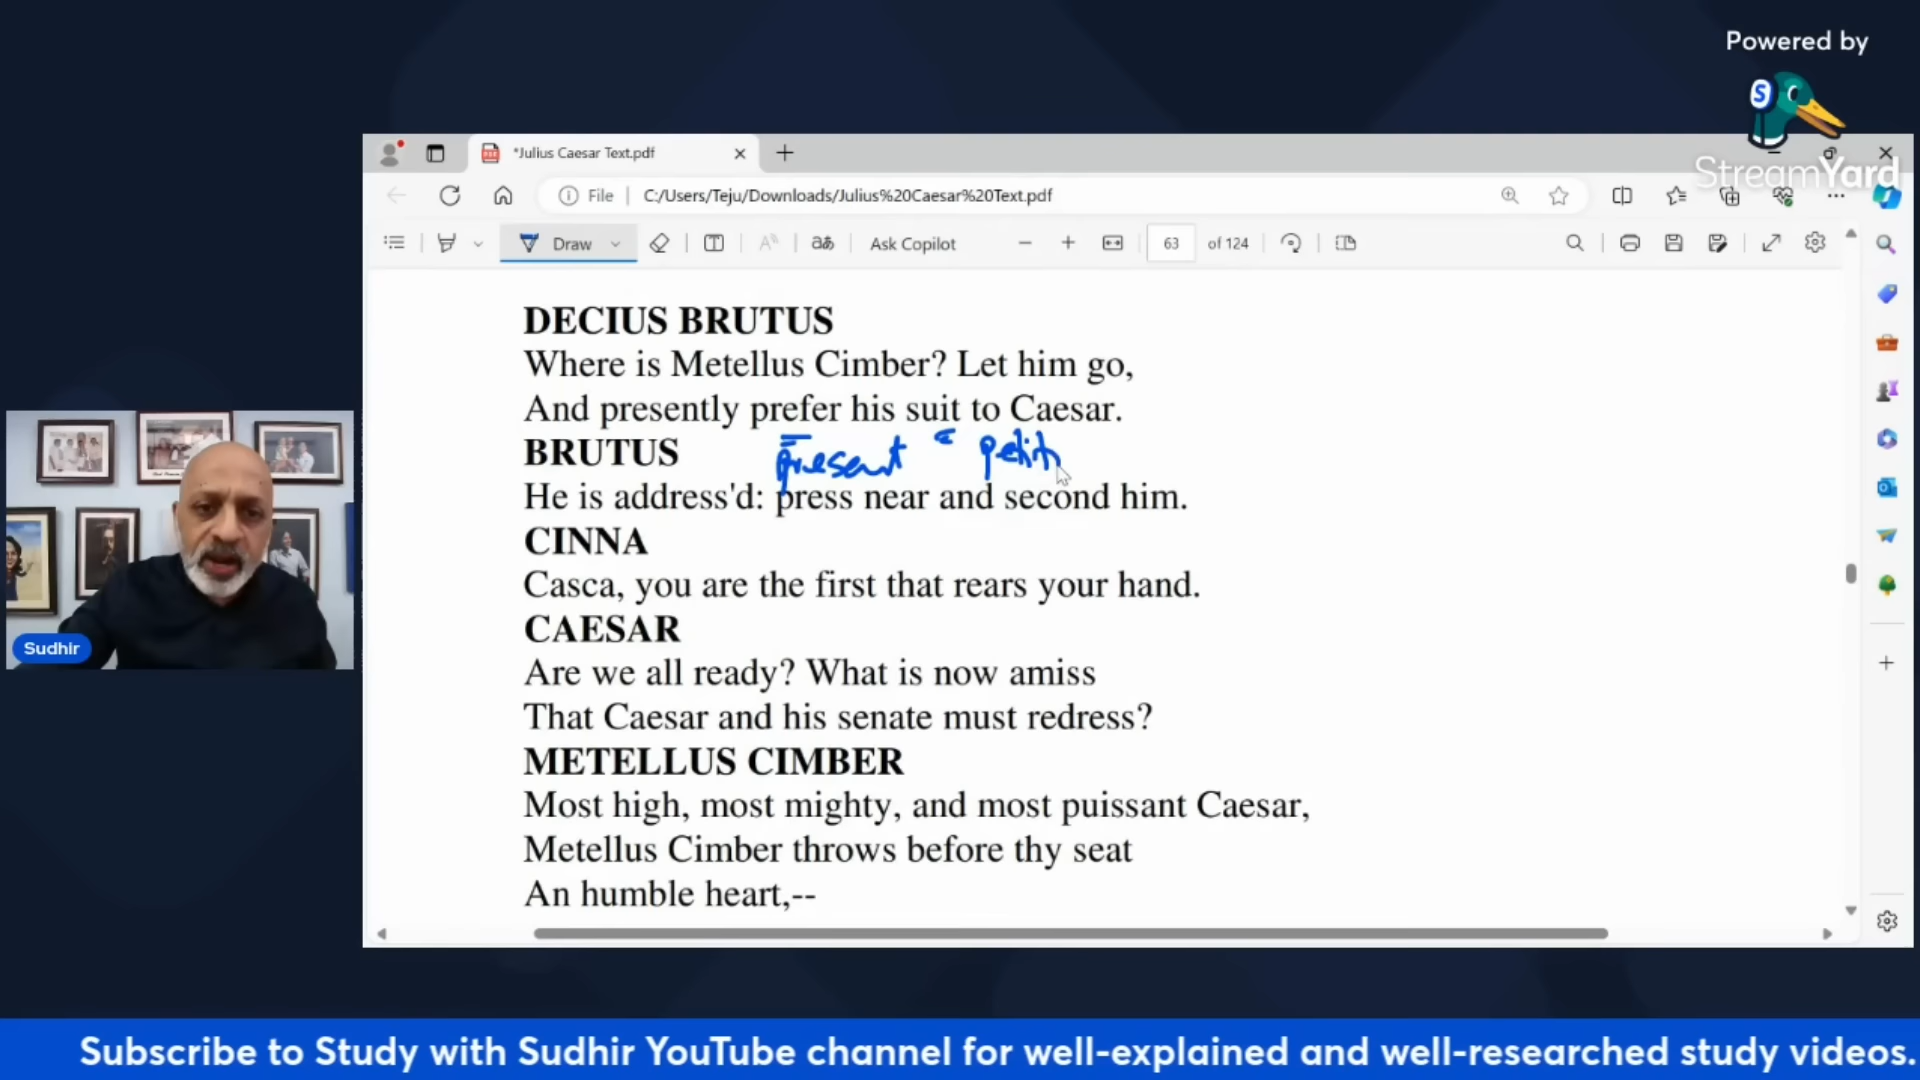 Powered by
StreamYard
*Julius Caesar Text.pdf
File C:/Users/Teju/Downloads/Julius%20Caesar%20Text.pdf
Draw Ask Copilot 63 of 124
DECIUS BRUTUS
Where is Metellus Cimber? Let him go,
And presently prefer his suit to Caesar.
BRUTUS present = petiti
He is address'd: press near and second him.
CINNA
Casca, you are the first that rears your hand.
CAESAR
Are we all ready? What is now amiss
That Caesar and his senate must redress?
METELLUS CIMBER
Most high, most mighty, and most puissant Caesar,
Metellus Cimber throws before thy seat
An humble heart,--
Sudhir
Subscribe to Study with Sudhir YouTube channel for well-explained and well-researched study videos.